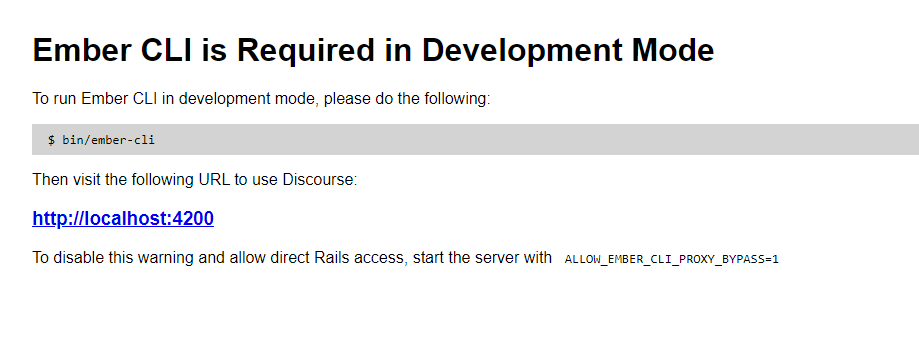 Ember CLI is Required in Development Mode
To run Ember CLI in development mode, please do the following:
$ bin/ember-cli
Then visit the following URL to use Discourse:
http://localhost:4200
To disable this warning and allow direct Rails access, start the server with ALLOW_EMBER_CLI_PROXY_BYPASS=1